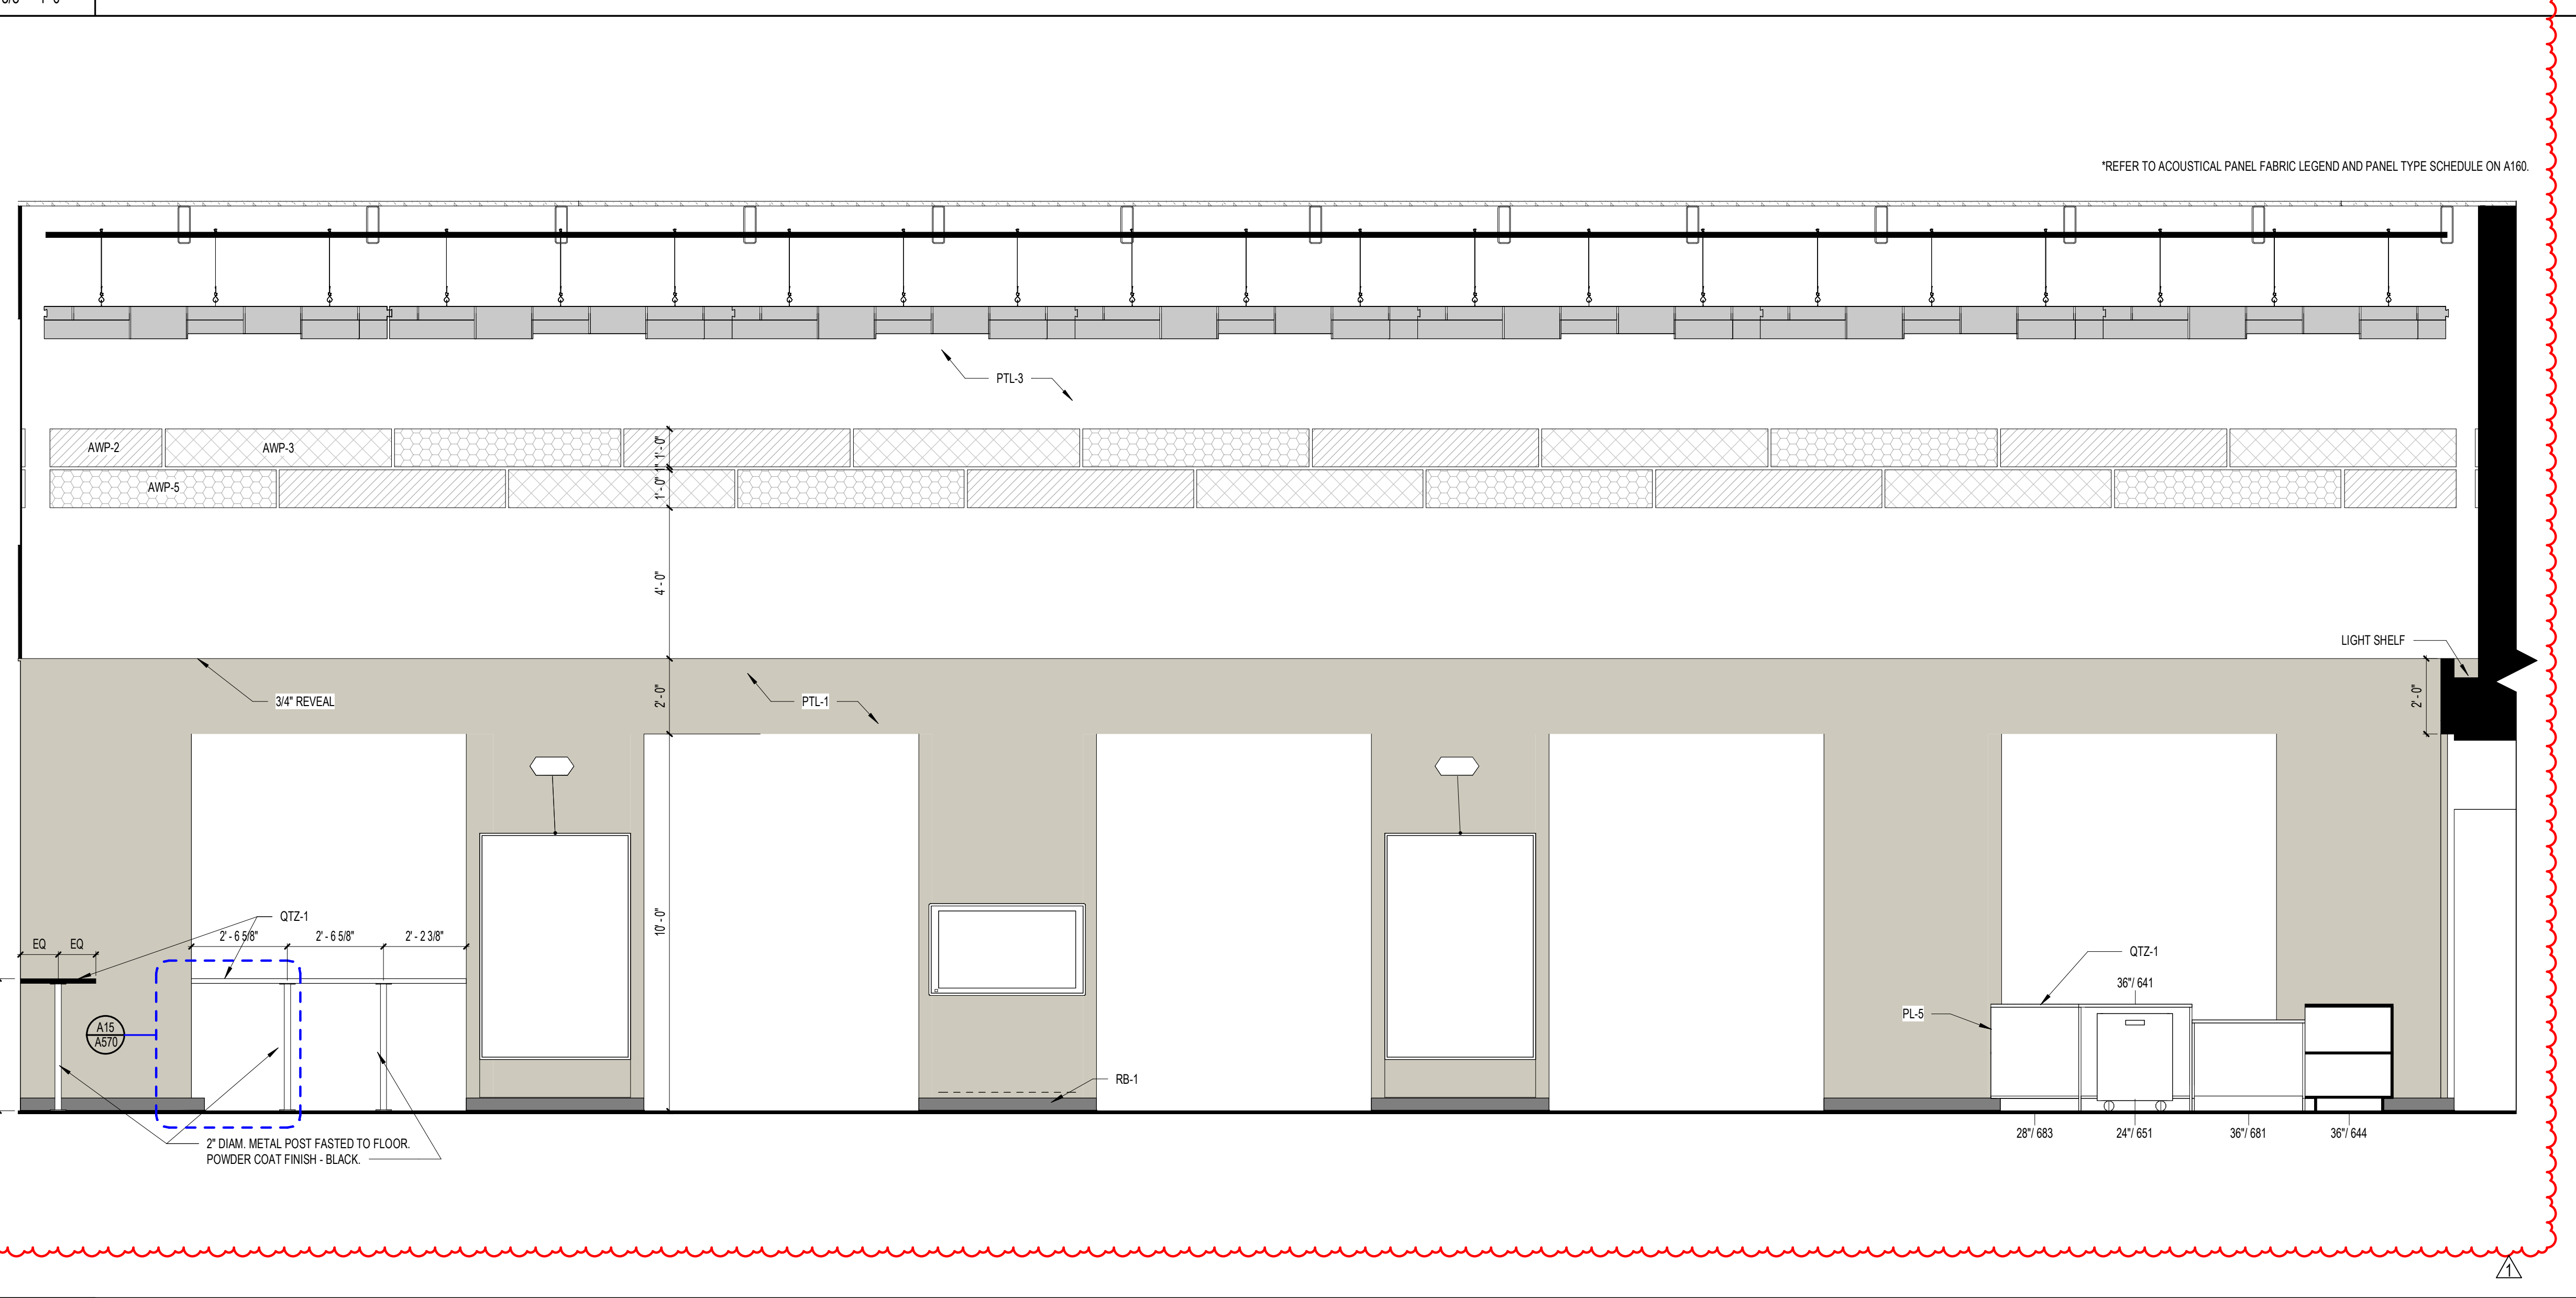 *REFER TO ACOUSTICAL PANEL FABRIC LEGEND AND PANEL TYPE SCHEDULE ON A160.
PTL-3
AWP-2
AWP-3
1' - 0"
1"
AWP-5
1' - 0"
4' - 0"
LIGHT SHELF
3/4" REVEAL
2' - 0"
PTL-1
2' - 0"
QTZ-1
10' - 0"
EQ
EQ
2' - 6 5/8"
2' - 6 5/8"
2' - 2 3/8"
QTZ-1
36"/ 641
PL-5
A15
A570
RB-1
28"/ 683
24"/ 651
36"/ 681
36"/ 644
2" DIAM. METAL POST FASTED TO FLOOR.
POWDER COAT FINISH - BLACK.
1